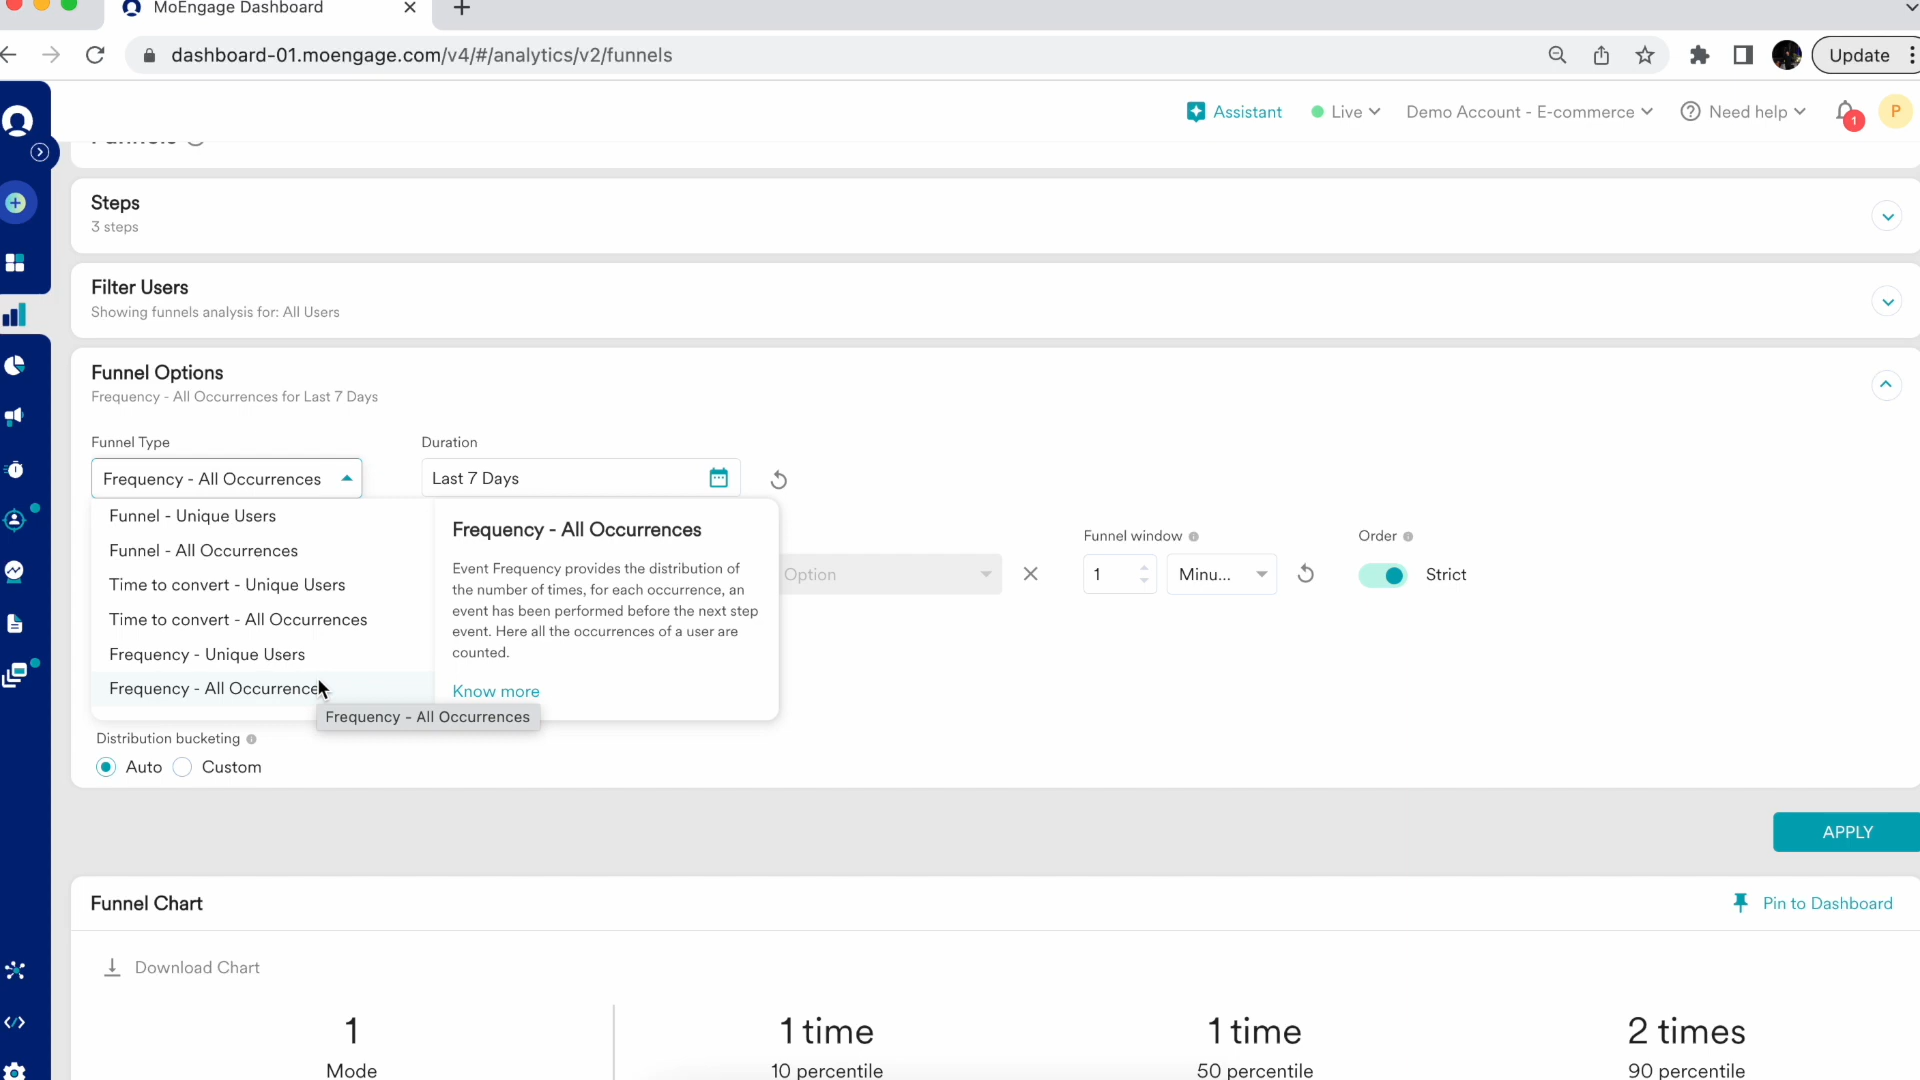 MoEngage Dashboard
dashboard-01.moengage.com/v4/#/analytics/v2/funnels
Update
Assistant
Live
Demo Account - E-commerce
Need help
1
P
Steps
3 steps
Filter Users
Showing funnels analysis for: All Users
Funnel Options
Frequency - All Occurrences for Last 7 Days
Funnel Type
Duration
Frequency - All Occurrences
Last 7 Days
Funnel - Unique Users
Funnel - All Occurrences
Time to convert - Unique Users
Time to convert - All Occurrences
Frequency - Unique Users
Frequency - All Occurrence
Frequency - All Occurrences
Event Frequency provides the distribution of
the number of times, for each occurrence, an
event has been performed before the next step
event. Here all the occurrences of a user are
counted.
Know more
Frequency - All Occurrences
Option
Funnel window
1
Minu...
Order
Strict
Distribution bucketing
Auto
Custom
APPLY
Funnel Chart
Pin to Dashboard
Download Chart
1
Mode
1 time
10 percentile
1 time
50 percentile
2 times
90 percentile